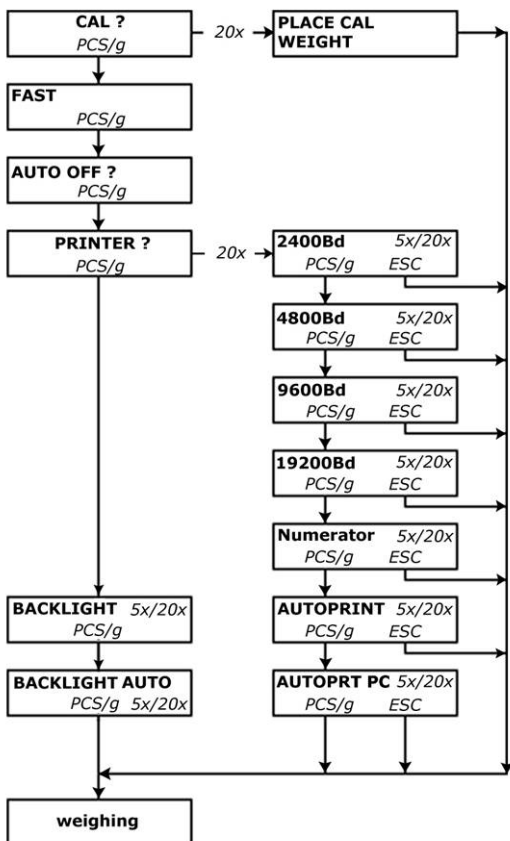 CAL ?
PCS/g
20x
PLACE CAL
WEIGHT
FAST
PCS/g
AUTO OFF ?
PCS/g
PRINTER ?
PCS/g
20x
2400Bd 5x/20x
PCS/g ESC
4800Bd 5x/20x
PCS/g ESC
9600Bd 5x/20x
PCS/g ESC
19200Bd 5x/20x
PCS/g ESC
Numerator 5x/20x
PCS/g ESC
BACKLIGHT 5x/20x
PCS/g
AUTOPRINT 5x/20x
PCS/g ESC
BACKLIGHT AUTO
PCS/g 5x/20x
AUTOPRT PC 5x/20x
PCS/g ESC
weighing